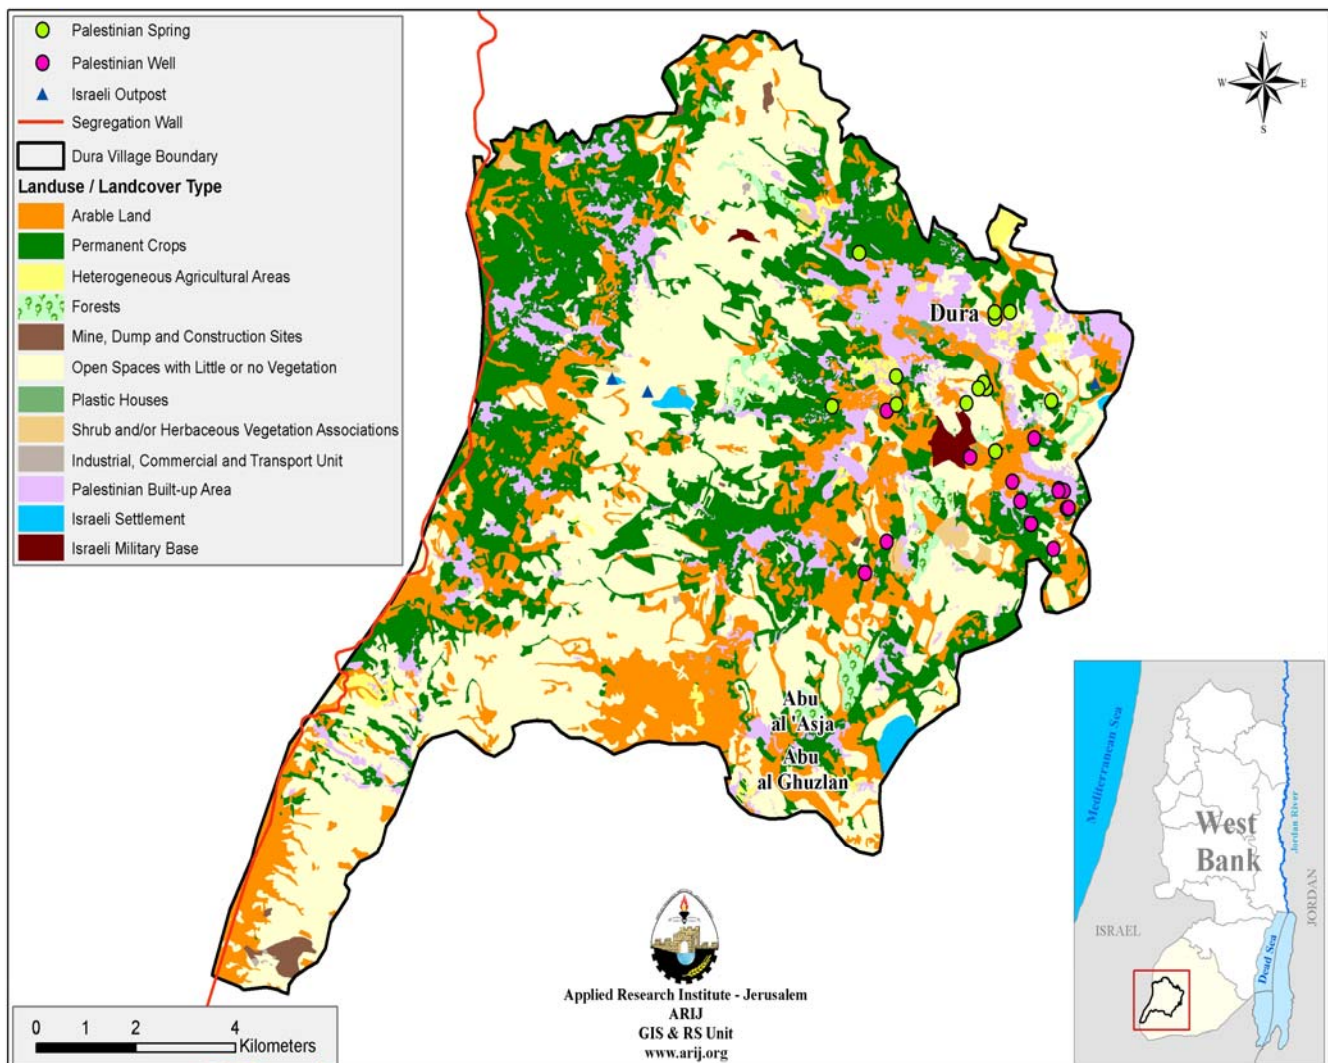 Palestinian Spring
Palestinian Well
Israeli Outpost
Segregation Wall
Dura Village Boundary
Landuse / Landcover Type
Arable Land
Permanent Crops
Heterogeneous Agricultural Areas
Forests
Mine, Dump and Construction Sites
Open Spaces with Little or no Vegetation
Plastic Houses
Shrub and/or Herbaceous Vegetation Associations
Industrial, Commercial and Transport Unit
Palestinian Built-up Area
Israeli Settlement
Israeli Military Base
N
W
E
S
Dura
Abu
al 'Asja
Abu
al Ghuzlan
Mediterranean Sea
West
Bank
Jordan River
JORDAN
ISRAEL
Dead Sea
Applied Research Institute - Jerusalem
ARIJ
GIS & RS Unit
www.arij.org
0 1 2 4
Kilometers